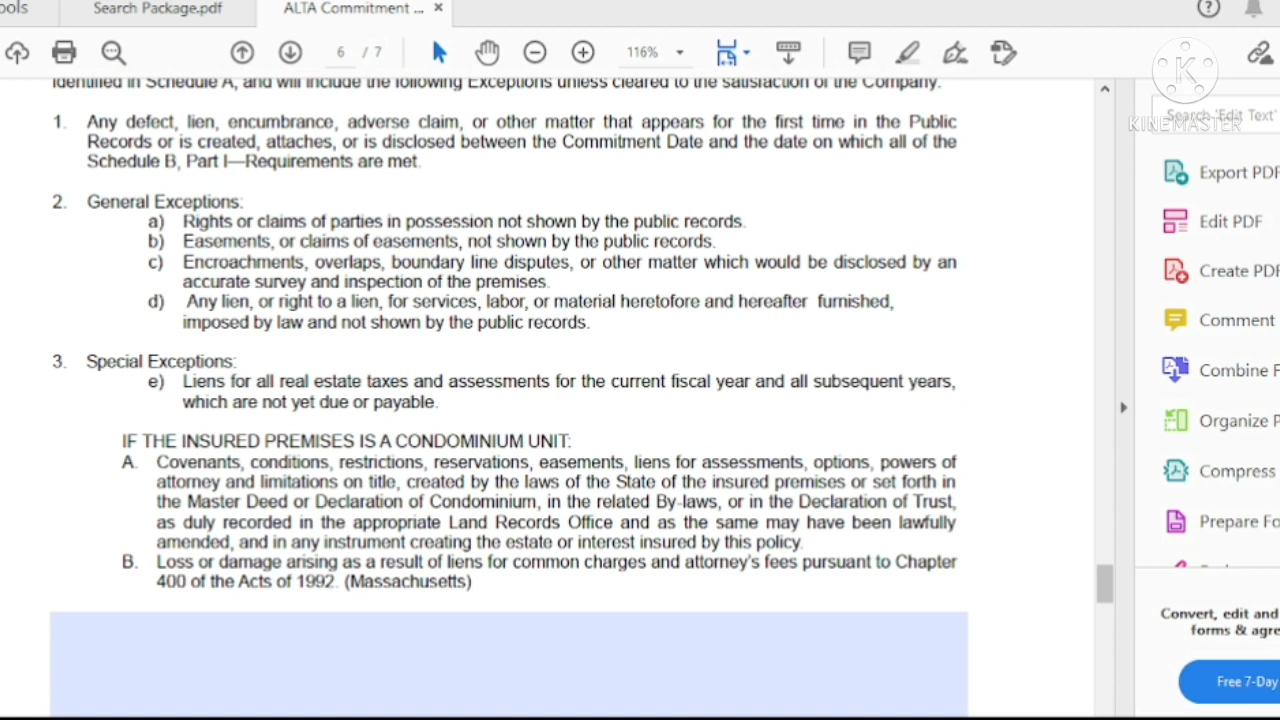 ools Search Package.pdf ALTA Commitment ... ×
6 / 7 116%
identified in Schedule A, and will include the following Exceptions unless cleared to the satisfaction of the Company:
1. Any defect, lien, encumbrance, adverse claim, or other matter that appears for the first time in the Public
Records or is created, attaches, or is disclosed between the Commitment Date and the date on which all of the
Schedule B, Part I—Requirements are met.
2. General Exceptions:
a) Rights or claims of parties in possession not shown by the public records.
b) Easements, or claims of easements, not shown by the public records.
c) Encroachments, overlaps, boundary line disputes, or other matter which would be disclosed by an
accurate survey and inspection of the premises.
d) Any lien, or right to a lien, for services, labor, or material heretofore and hereafter furnished,
imposed by law and not shown by the public records.
3. Special Exceptions:
e) Liens for all real estate taxes and assessments for the current fiscal year and all subsequent years,
which are not yet due or payable.
IF THE INSURED PREMISES IS A CONDOMINIUM UNIT:
A. Covenants, conditions, restrictions, reservations, easements, liens for assessments, options, powers of
attorney and limitations on title, created by the laws of the State of the insured premises or set forth in
the Master Deed or Declaration of Condominium, in the related By-laws, or in the Declaration of Trust,
as duly recorded in the appropriate Land Records Office and as the same may have been lawfully
amended, and in any instrument creating the estate or interest insured by this policy.
B. Loss or damage arising as a result of liens for common charges and attorney's fees pursuant to Chapter
400 of the Acts of 1992. (Massachusetts)
K
KINEMASTER
Search 'Edit Text'
Export PDF
Edit PDF
Create PDF
Comment
Combine F
Organize P
Compress
Prepare Fo
Convert, edit and
forms & agre
Free 7-Day